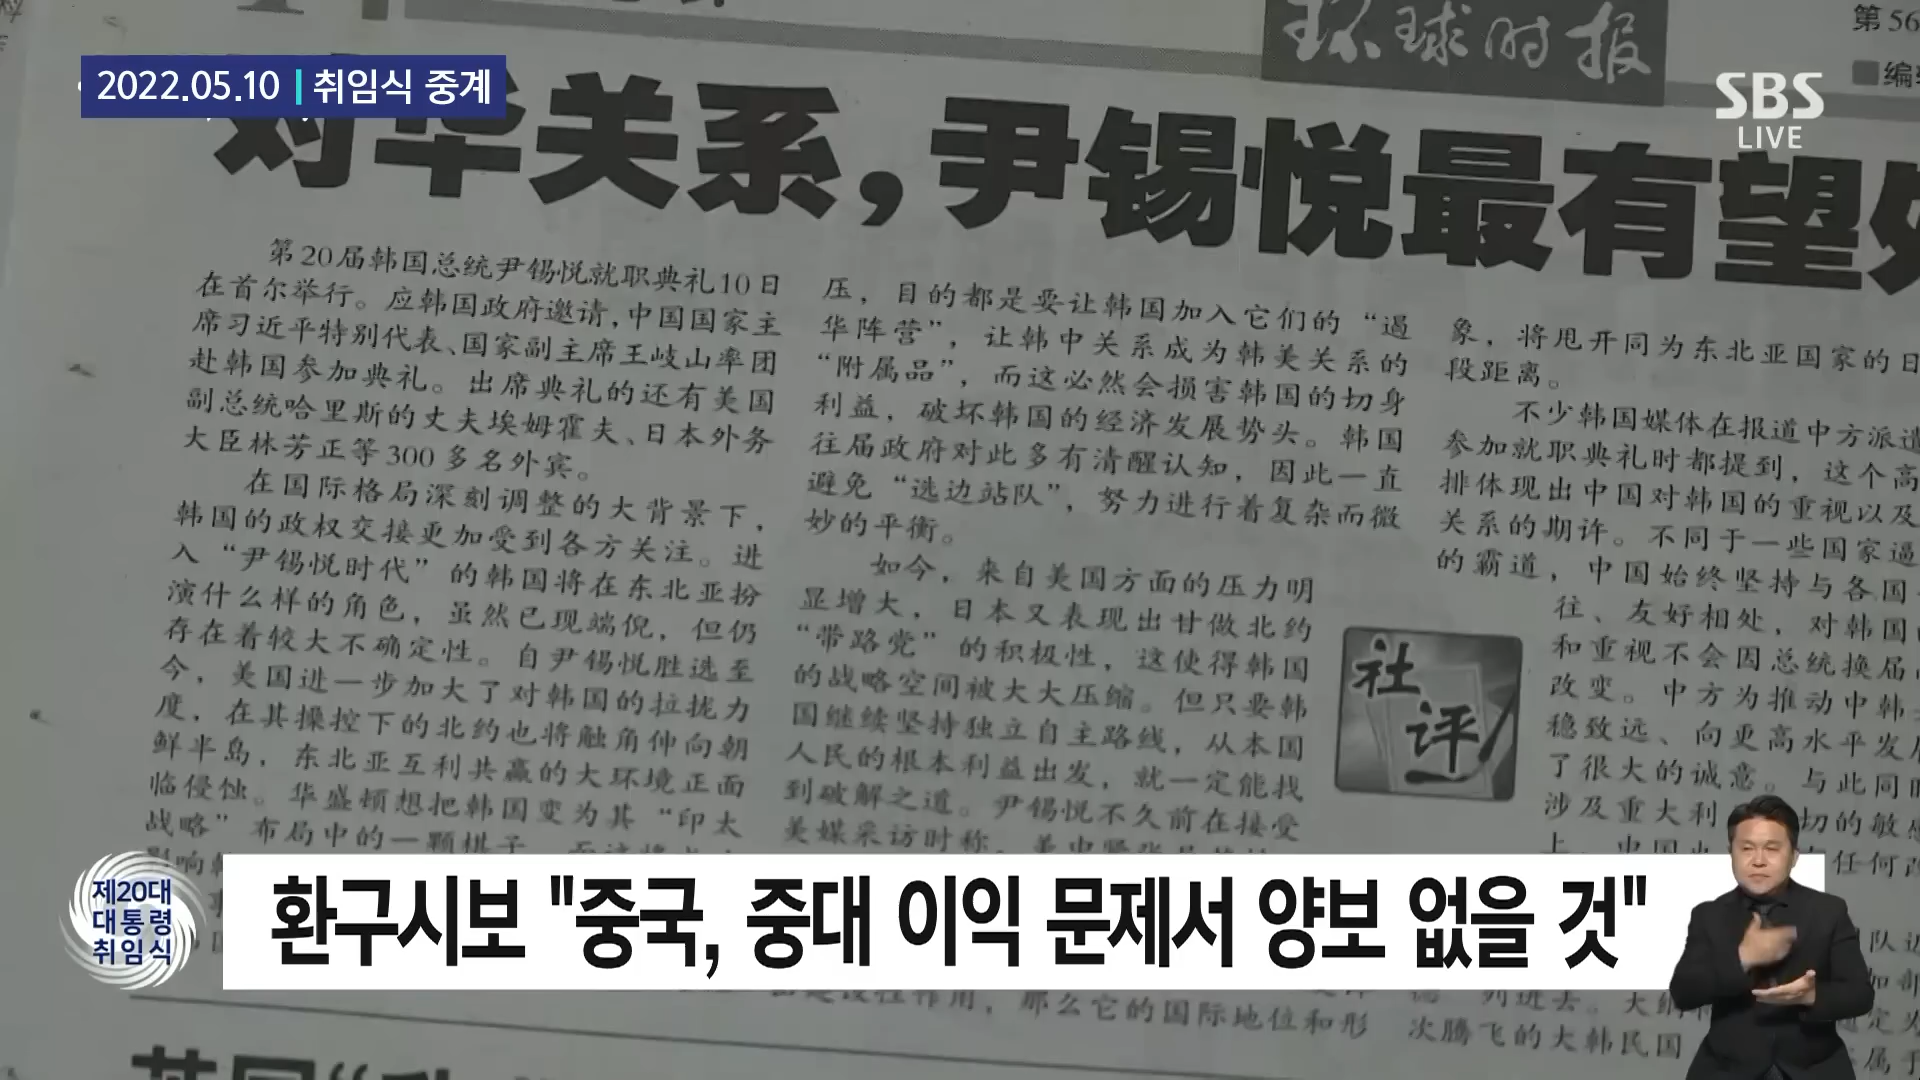 环球时报
第56
■编
2022.05.10 | 취임식 중계
SBS
LIVE
对华关系，尹锡悦最有望
第20届韩国总统尹锡悦就职典礼10日
在首尔举行。应韩国政府邀请，中国国家主
席习近平特别代表、国家副主席王岐山率团
赴韩国参加典礼。出席典礼的还有美国
副总统哈里斯的丈夫埃姆霍夫、日本外务
大臣林芳正等300多名外宾。
在国际格局深刻调整的大背景下，
韩国的政权交接更加受到各方关注。进
入“尹锡悦时代”的韩国将在东北亚扮
演什么样的角色，虽然已现端倪，但仍
存在着较大不确定性。自尹锡悦胜选至
今，美国进一步加大了对韩国的拉拢力
度，在其操控下的北约也将触角伸向朝
鲜半岛，东北亚互利共赢的大环境正面
临侵蚀。华盛顿想把韩国变为其“印太
战略”布局中的一颗棋子
压，目的都是要让韩国加入它们的“遏
华阵营”，让韩中关系成为韩美关系的
“附属品”，而这必然会损害韩国的切身
利益，破坏韩国的经济发展势头。韩国
往届政府对此多有清醒认知，因此一直
避免“选边站队”，努力进行着复杂而微
妙的平衡。
如今，来自美国方面的压力明
显增大，日本又表现出甘做北约
“带路党”的积极性，这使得韩国
的战略空间被大大压缩。但只要韩
国继续坚持独立自主路线，从本国
人民的根本利益出发，就一定能找
到破解之道。尹锡悦不久前在接受
美媒采访时称，美中
作用，那么它的国际地位和形
象，将甩开同为东北亚国家的日
段距离。
不少韩国媒体在报道中方派遣
参加就职典礼时都提到，这个高
排体现出中国对韩国的重视以及
关系的期许。不同于一些国家逼
的霸道，中国始终坚持与各国
往、友好相处，对韩国
和重视不会因总统换届
改变。中方为推动中韩
稳致远、向更高水平发展
了很大的诚意。与此同时
涉及重大利 切的敏感
上，中国 任何
社评
列进去。大
次腾飞的大韩民国
제20대
대통령
취임식
환구시보 "중국, 중대 이익 문제서 양보 없을 것"